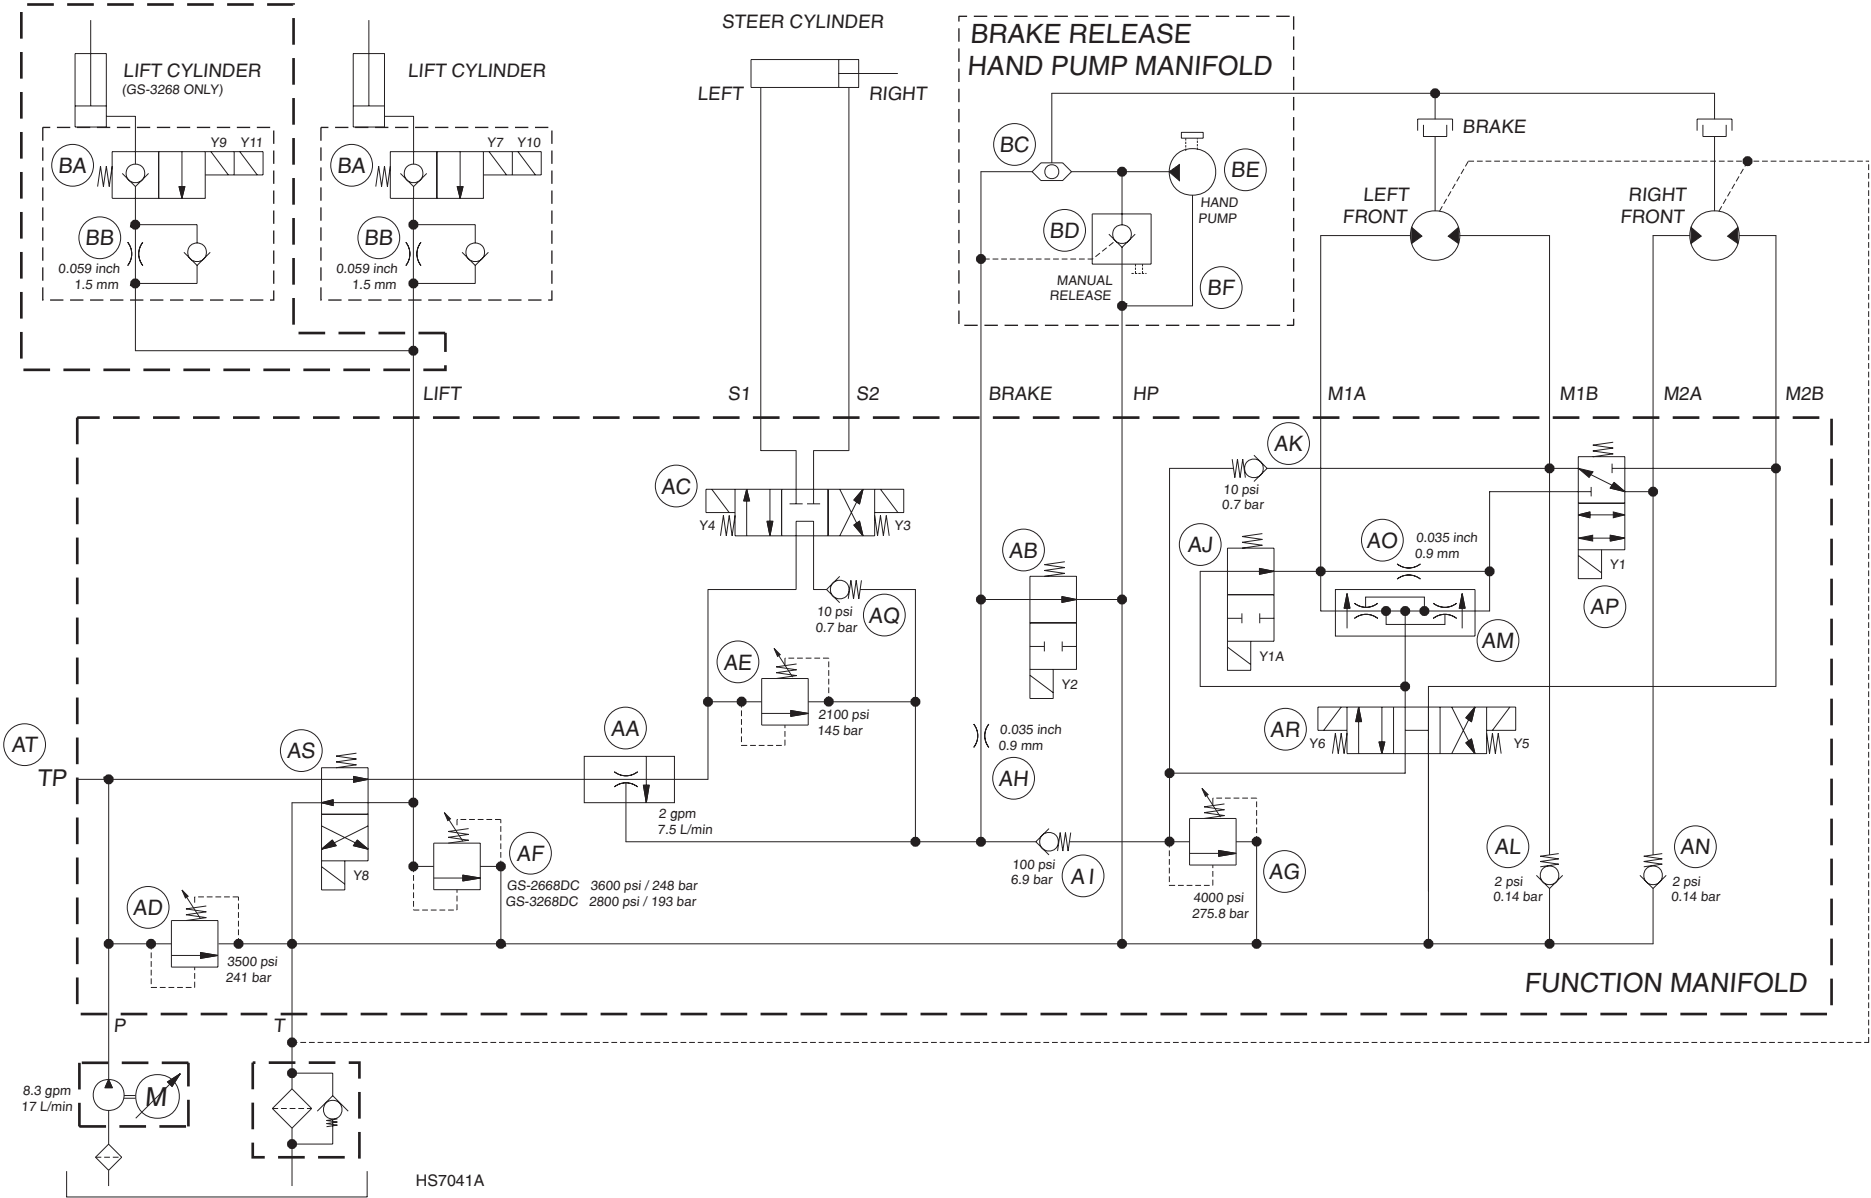 STEER CYLINDER
BRAKE RELEASE
HAND PUMP MANIFOLD
LIFT CYLINDER
(GS-3268 ONLY)
LIFT CYLINDER
LEFT
RIGHT
BRAKE
Y9 Y11
BA
Y7 Y10
BA
BC
BE
HAND
PUMP
LEFT
FRONT
RIGHT
FRONT
BB
0.059 inch
1.5 mm
BB
0.059 inch
1.5 mm
BD
MANUAL
RELEASE
BF
LIFT
S1
S2
BRAKE
HP
M1A
M1B
M2A
M2B
AK
10 psi
0.7 bar
AC
Y4
Y3
AB
Y2
AJ
Y1A
AO
0.035 inch
0.9 mm
Y1
AP
AM
10 psi
0.7 bar
AQ
AE
2100 psi
145 bar
AT
TP
AS
Y8
AA
2 gpm
7.5 L/min
0.035 inch
0.9 mm
AH
AR
Y6
Y5
AF
GS-2668DC 3600 psi / 248 bar
GS-3268DC 2800 psi / 193 bar
100 psi
6.9 bar
AI
AG
4000 psi
275.8 bar
AL
2 psi
0.14 bar
AN
2 psi
0.14 bar
AD
3500 psi
241 bar
FUNCTION MANIFOLD
P
T
8.3 gpm
17 L/min
M
HS7041A